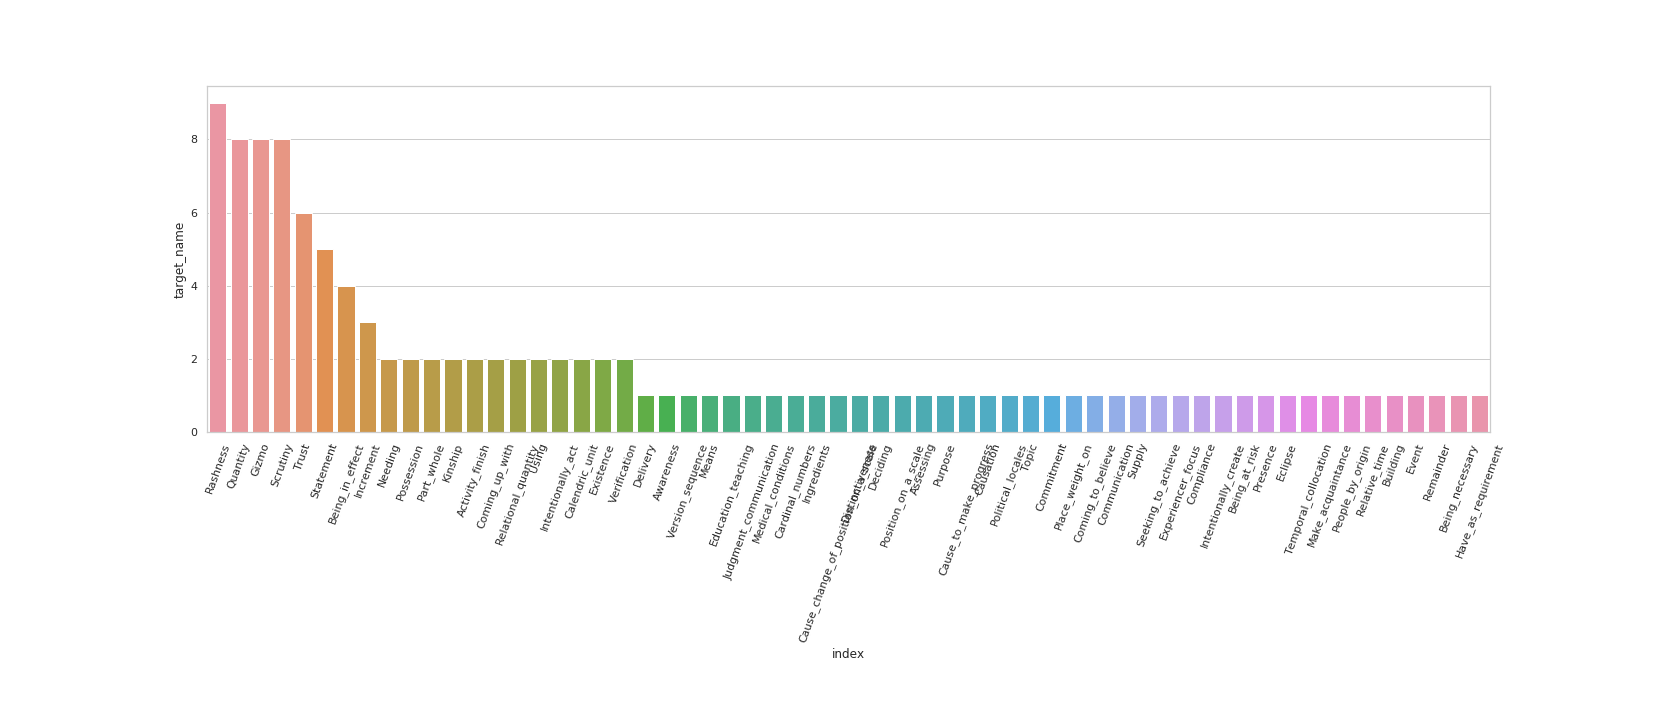 8
6
4
2
0
target_name
Rashness
Quantity
Gizmo
Scrutiny
Trust
Statement
Being_in_effect
Increment
Needing
Possession
Part_whole
Kinship
Activity_finish
Coming_up_with
Relational_quantity
Using
Intentionally_act
Calendric_unit
Existence
Verification
Delivery
Awareness
Version_sequence
Means
Education_teaching
Judgment_communication
Medical_conditions
Cardinal_numbers
Ingredients
Cause_change_of_position_on_a_scale
Deciding
Position_on_a_scale
Assessing
Purpose
Cause_to_make_progress
Causation
Political_locales
Topic
Commitment
Place_weight_on
Coming_to_believe
Communication
Supply
Seeking_to_achieve
Experiencer_focus
Compliance
Intentionally_create
Being_at_risk
Presence
Eclipse
Temporal_collocation
Make_acquaintance
People_by_origin
Relative_time
Building
Event
Remainder
Being_necessary
Have_as_requirement
index